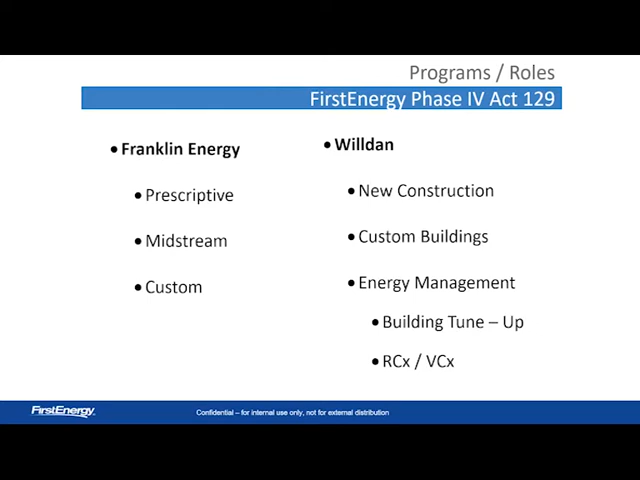 Programs / Roles
FirstEnergy Phase IV Act 129
• Franklin Energy
• Prescriptive
• Midstream
• Custom
• Willdan
• New Construction
• Custom Buildings
• Energy Management
• Building Tune – Up
• RCx / VCx
FirstEnergy
Confidential – for internal use only, not for external distribution